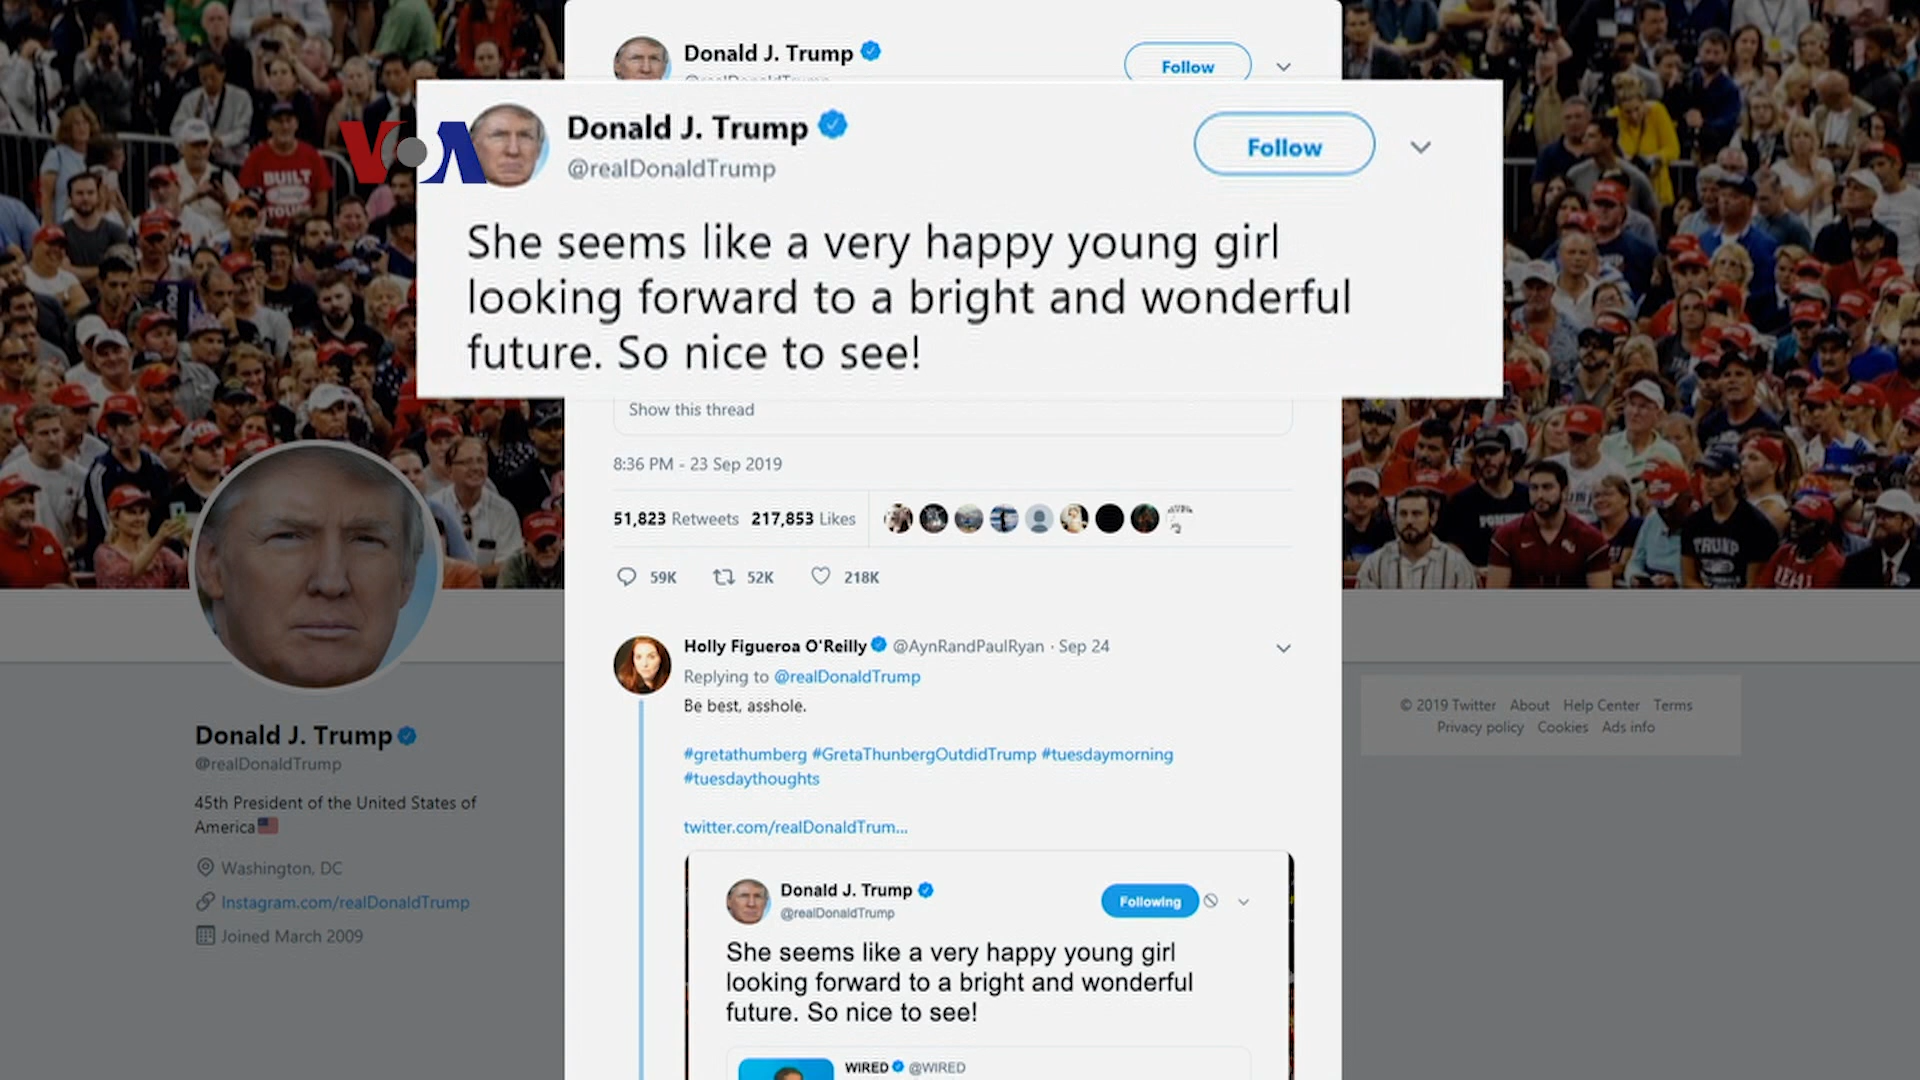 Donald J. Trump
Follow
VOA
Donald J. Trump
@realDonaldTrump
Follow
She seems like a very happy young girl
looking forward to a bright and wonderful
future. So nice to see!
BUILT
Show this thread
8:36 PM - 23 Sep 2019
51,823 Retweets 217,853 Likes
59K 52K 218K
TRUMP
Holly Figueroa O'Reilly @AynRandPaulRyan · Sep 24
Replying to @realDonaldTrump
Be best, asshole.
#gretathumberg #GretaThunbergOutdidTrump #tuesdaymorning
#tuesdaythoughts
twitter.com/realDonaldTrum...
Donald J. Trump
@realDonaldTrump
Following
She seems like a very happy young girl
looking forward to a bright and wonderful
future. So nice to see!
WIRED @WIRED
Donald J. Trump
@realDonaldTrump
45th President of the United States of
America
Washington, DC
Instagram.com/realDonaldTrump
Joined March 2009
© 2019 Twitter About Help Center Terms
Privacy policy Cookies Ads info